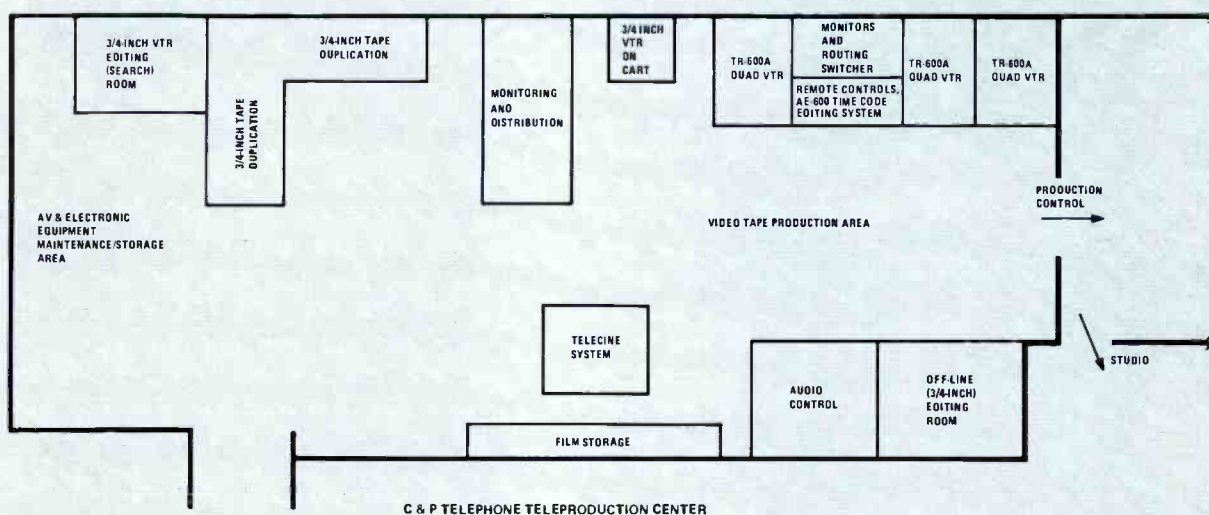 3/4-INCH VTR
EDITING
(SEARCH)
ROOM
3/4-INCH TAPE
DUPLICATION
3/4-INCH TAPE
DUPLICATION
MONITORING
AND
DISTRIBUTION
3/4 INCH
VTR
ON
CART
TR-600A
QUAD VTR
MONITORS
AND
ROUTING
SWITCHER
REMOTE CONTROLS,
AE-600 TIME CODE
EDITING SYSTEM
TR-600A
QUAD VTR
TR-600A
QUAD VTR
AV & ELECTRONIC
EQUIPMENT
MAINTENANCE/STORAGE
AREA
VIDEO TAPE PRODUCTION AREA
PRODUCTION
CONTROL
TELECINE
SYSTEM
STUDIO
AUDIO
CONTROL
OFF-LINE
(3/4-INCH)
EDITING
ROOM
FILM STORAGE
C & P TELEPHONE TELEPRODUCTION CENTER